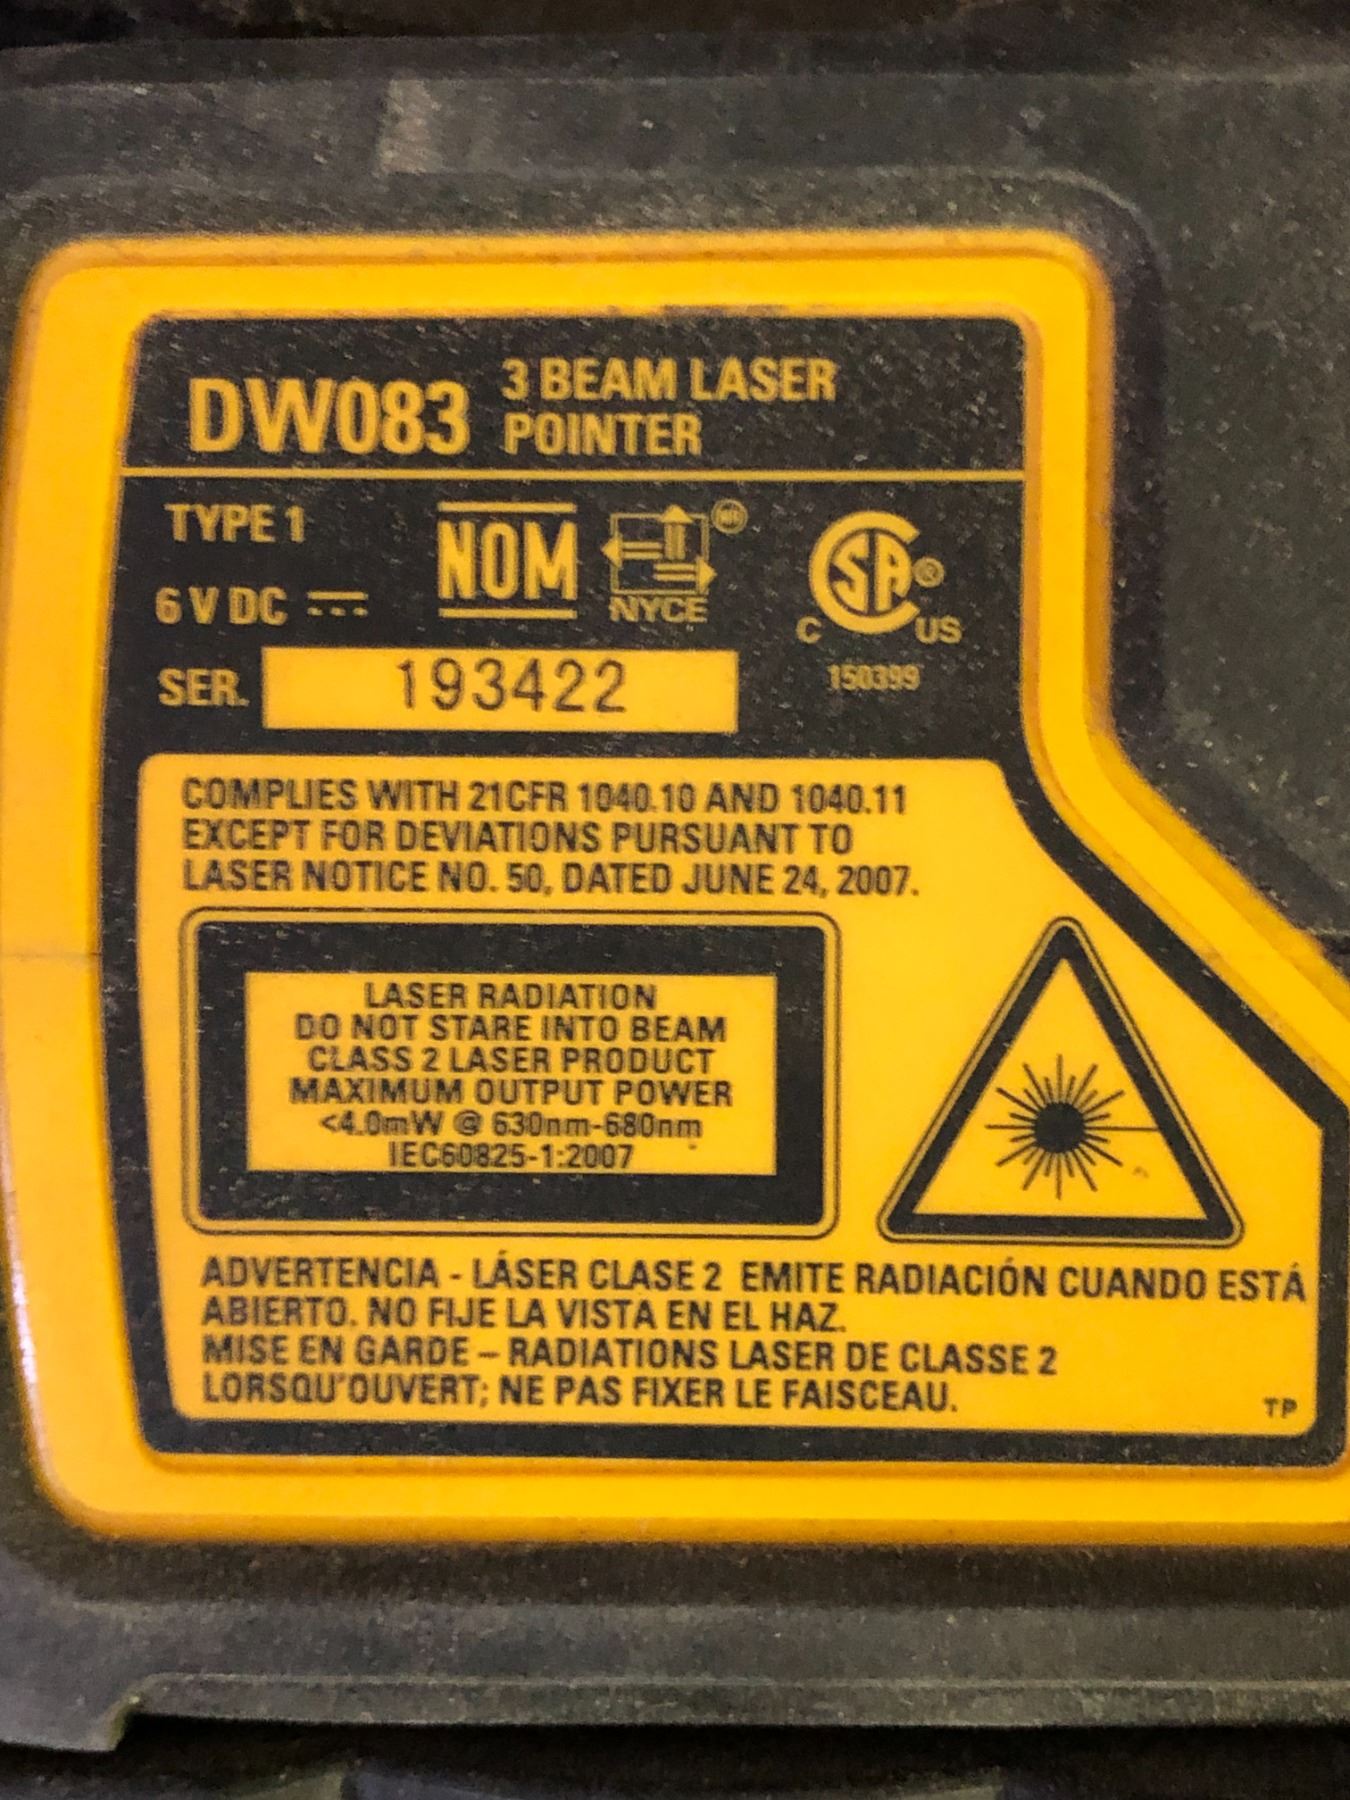 DW083 3 BEAM LASER
POINTER
TYPE 1
6 V DC
NOM
NYCE
SA®
C US
150399
SER. 193422
COMPLIES WITH 21CFR 1040.10 AND 1040.11
EXCEPT FOR DEVIATIONS PURSUANT TO
LASER NOTICE NO. 50, DATED JUNE 24, 2007.
LASER RADIATION
DO NOT STARE INTO BEAM
CLASS 2 LASER PRODUCT
MAXIMUM OUTPUT POWER
<4.0mW @ 630nm-680nm
IEC60825-1:2007
ADVERTENCIA - LÁSER CLASE 2 EMITE RADIACIÓN CUANDO ESTÁ
ABIERTO. NO FIJE LA VISTA EN EL HAZ.
MISE EN GARDE – RADIATIONS LASER DE CLASSE 2
LORSQU'OUVERT; NE PAS FIXER LE FAISCEAU.
TP